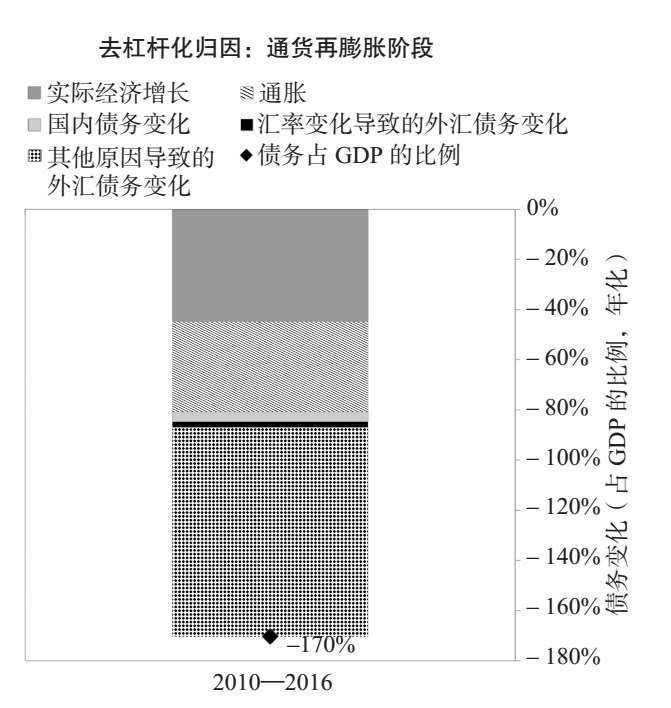 去杠杆化归因：通货再膨胀阶段
实际经济增长
通胀
国内债务变化
汇率变化导致的外汇债务变化
其他原因导致的
外汇债务变化
债务占 GDP 的比例
0%
– 20%
– 40%
– 60%
– 80%
– 100%
– 120%
– 140%
– 160%
– 180%
债务变化（占 GDP 的比例，年化）
–170%
2010—2016